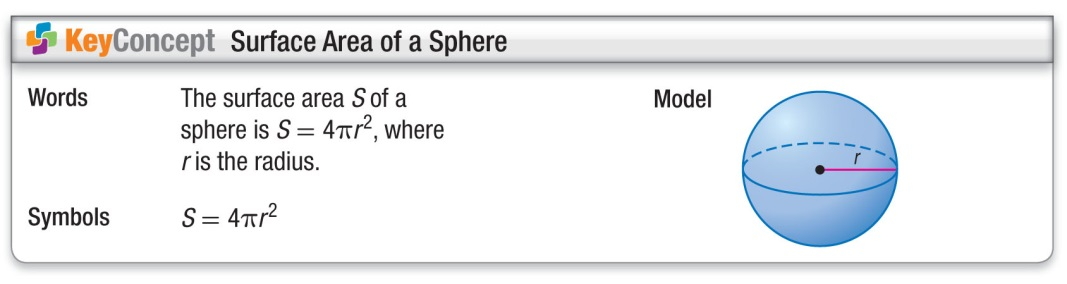 KeyConcept Surface Area of a Sphere
Words
The surface area S of a
sphere is S = 4πr², where
r is the radius.
Model
r
Symbols
S = 4πr²